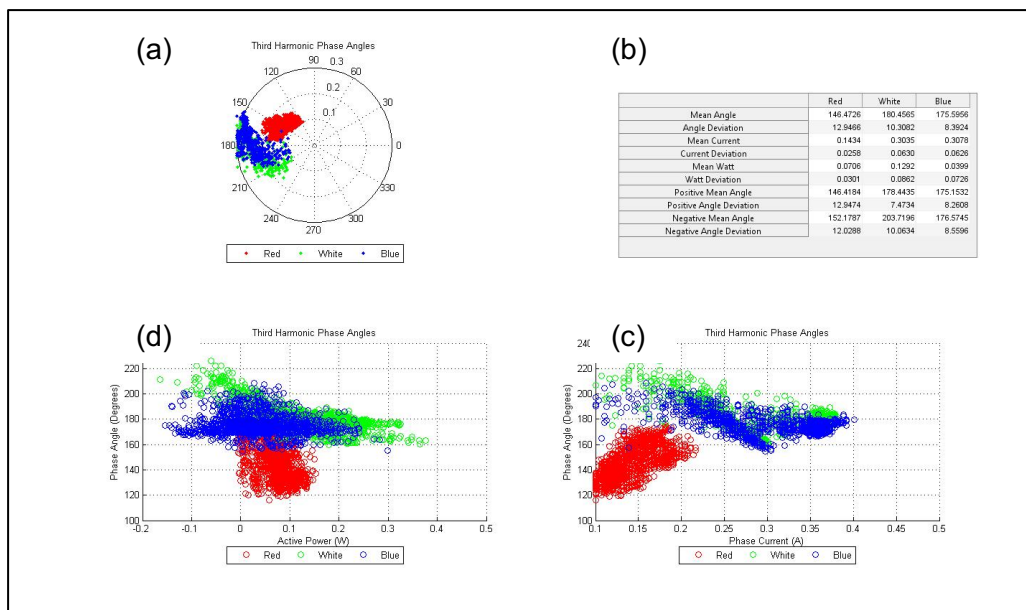 (a)
Third Harmonic Phase Angles
90
0.3
120
60
0.2
150
30
0.1
180
0
210
330
240
300
270
Red White Blue
(b)
Red White Blue
Mean Angle 146.4726 180.4565 175.5956
Angle Deviation 12.9466 10.3082 8.3924
Mean Current 0.1434 0.3035 0.3078
Current Deviation 0.0258 0.0630 0.0626
Mean Watt 0.0706 0.1292 0.0399
Watt Deviation 0.0301 0.0862 0.0726
Positive Mean Angle 146.4184 178.4435 175.1532
Positive Angle Deviation 12.9474 7.4734 8.2608
Negative Mean Angle 152.1787 203.7196 176.5745
Negative Angle Deviation 12.0288 10.0634 8.5596
(d)
Third Harmonic Phase Angles
220
200
180
160
140
120
100
Phase Angle (Degrees)
-0.2 -0.1 0 0.1 0.2 0.3 0.4 0.5
Active Power (W)
Red White Blue
(c)
Third Harmonic Phase Angles
240
220
200
180
160
140
120
100
Phase Angle (Degrees)
0.1 0.15 0.2 0.25 0.3 0.35 0.4 0.45 0.5
Phase Current (A)
Red White Blue